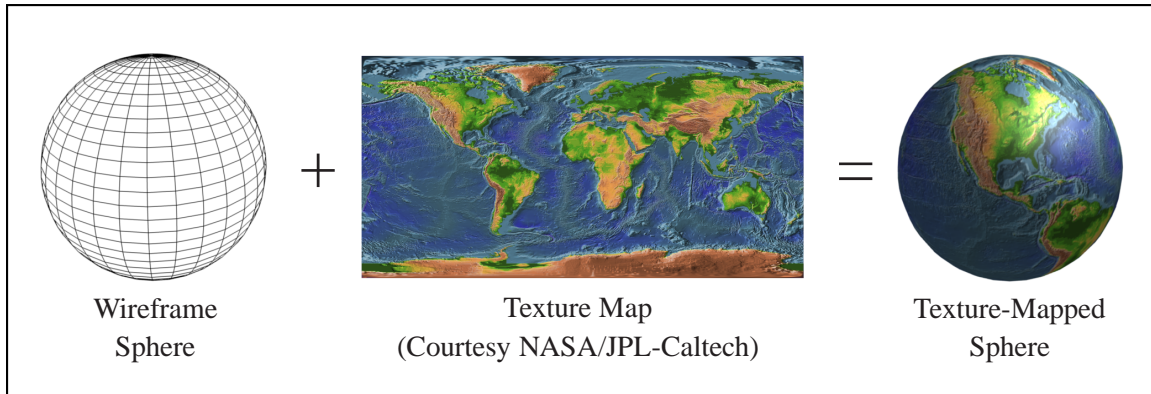 +
=
Wireframe
Sphere
Texture Map
(Courtesy NASA/JPL-Caltech)
Texture-Mapped
Sphere